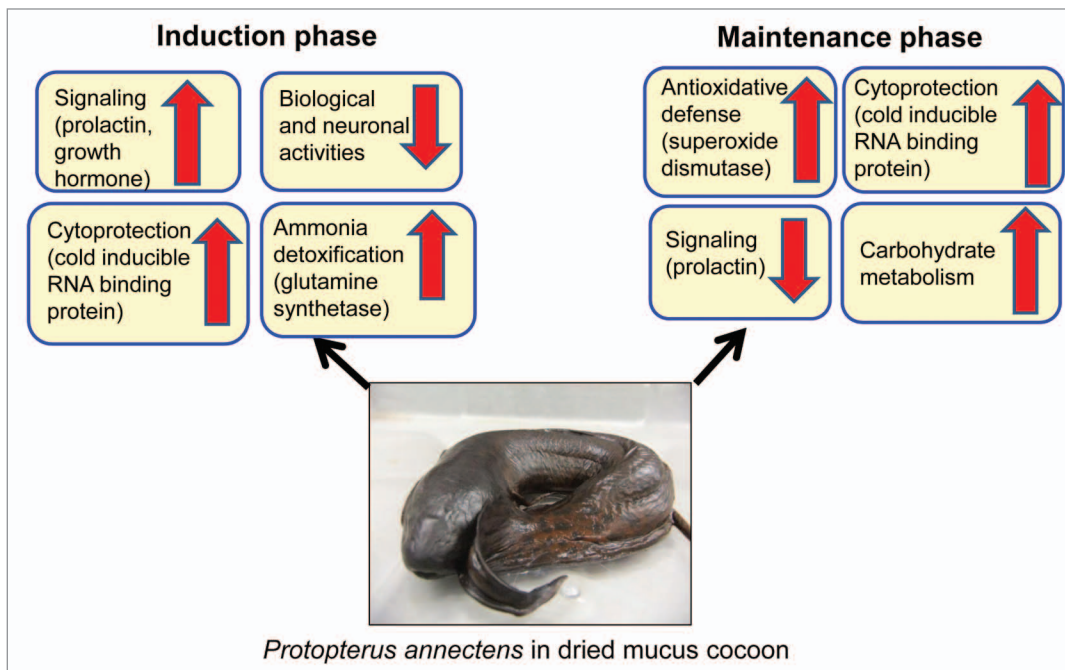 Induction phase
Signaling
(prolactin,
growth
hormone)
Biological
and neuronal
activities
Cytoprotection
(cold inducible
RNA binding
protein)
Ammonia
detoxification
(glutamine
synthetase)
Maintenance phase
Antioxidative
defense
(superoxide
dismutase)
Cytoprotection
(cold inducible
RNA binding
protein)
Signaling
(prolactin)
Carbohydrate
metabolism
Protopterus annectens in dried mucus cocoon